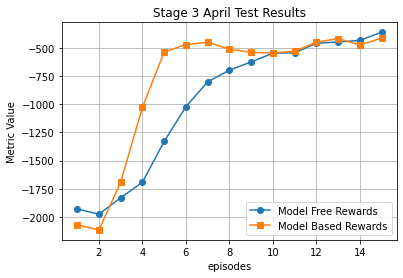 Stage 3 April Test Results
Metric Value
−500
−750
−1000
−1250
−1500
−1750
−2000
2
4
6
8
10
12
14
episodes
Model Free Rewards
Model Based Rewards